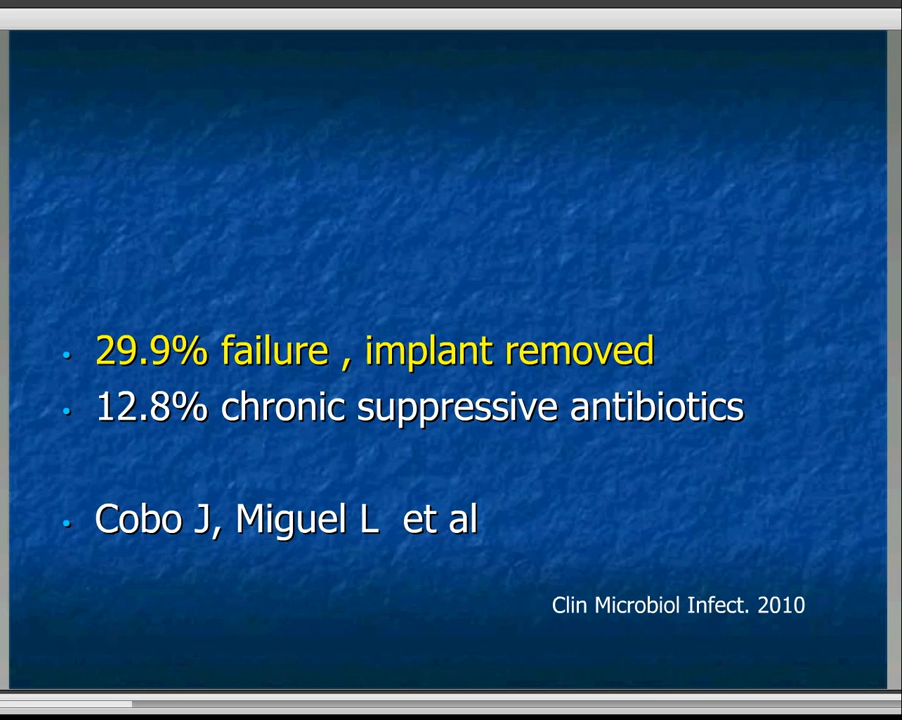 29.9% failure , implant removed
12.8% chronic suppressive antibiotics
Cobo J, Miguel L et al
Clin Microbiol Infect. 2010